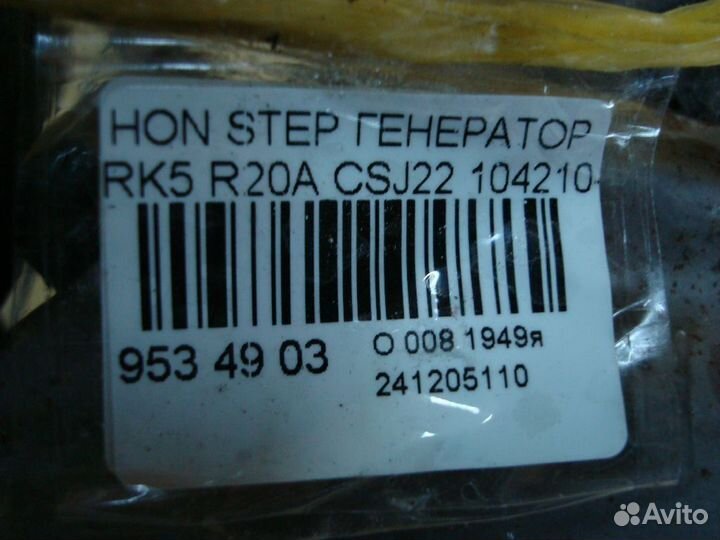 HON STEP ГЕНЕРАТОР
RK5 R20A CSJ22 104210-
953 49 03
О 008 1949я
241205110
Avito